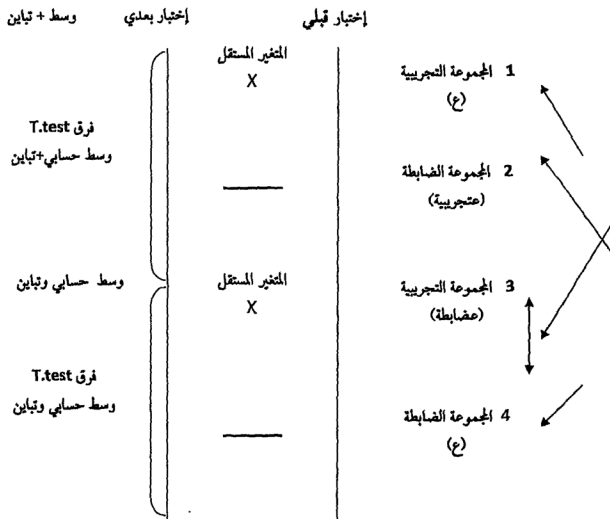 إختبار قبلي
إختبار بعدي
وسط + تباين
1 المجموعة التجريبية
(ع)
المتغير المستقل
X
فرق T.test
وسط حسابي+تباين
2 المجموعة الضابطة
(عتجريبية)
3 المجموعة التجريبية
(عضابطة)
المتغير المستقل
X
وسط حسابي وتباين
فرق T.test
وسط حسابي وتباين
4 المجموعة الضابطة
(ع)